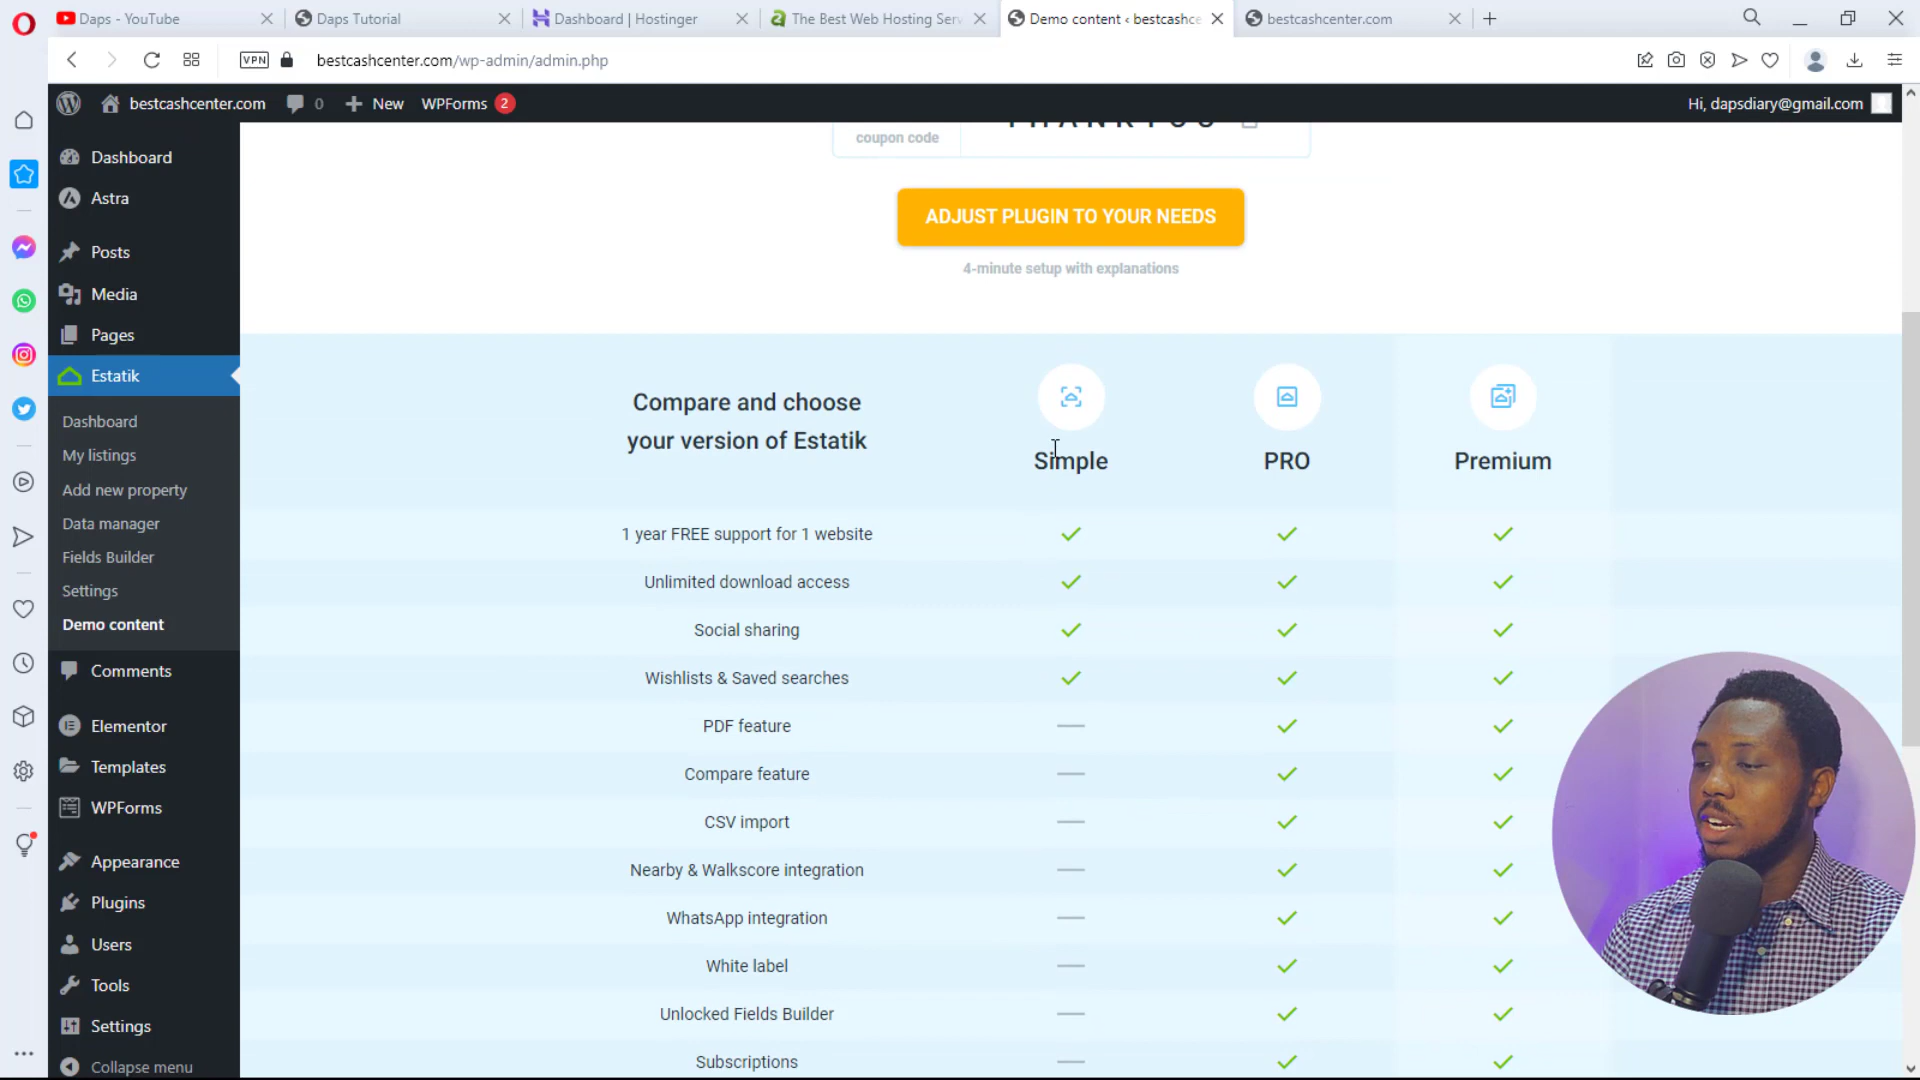 Daps - YouTube
Daps Tutorial
Dashboard | Hostinger
The Best Web Hosting Serv
Demo content ‹ bestcashce
bestcashcenter.com
VPN
bestcashcenter.com/wp-admin/admin.php
bestcashcenter.com
0
New
WPForms
2
Hi, dapsdiary@gmail.com
Dashboard
Astra
Posts
Media
Pages
Estatik
Dashboard
My listings
Add new property
Data manager
Fields Builder
Settings
Demo content
Comments
Elementor
Templates
WPForms
Appearance
Plugins
Users
Tools
Settings
Collapse menu
coupon code
ADJUST PLUGIN TO YOUR NEEDS
4-minute setup with explanations
Compare and choose
your version of Estatik
Simple
PRO
Premium
1 year FREE support for 1 website
Unlimited download access
Social sharing
Wishlists & Saved searches
PDF feature
Compare feature
CSV import
Nearby & Walkscore integration
WhatsApp integration
White label
Unlocked Fields Builder
Subscriptions